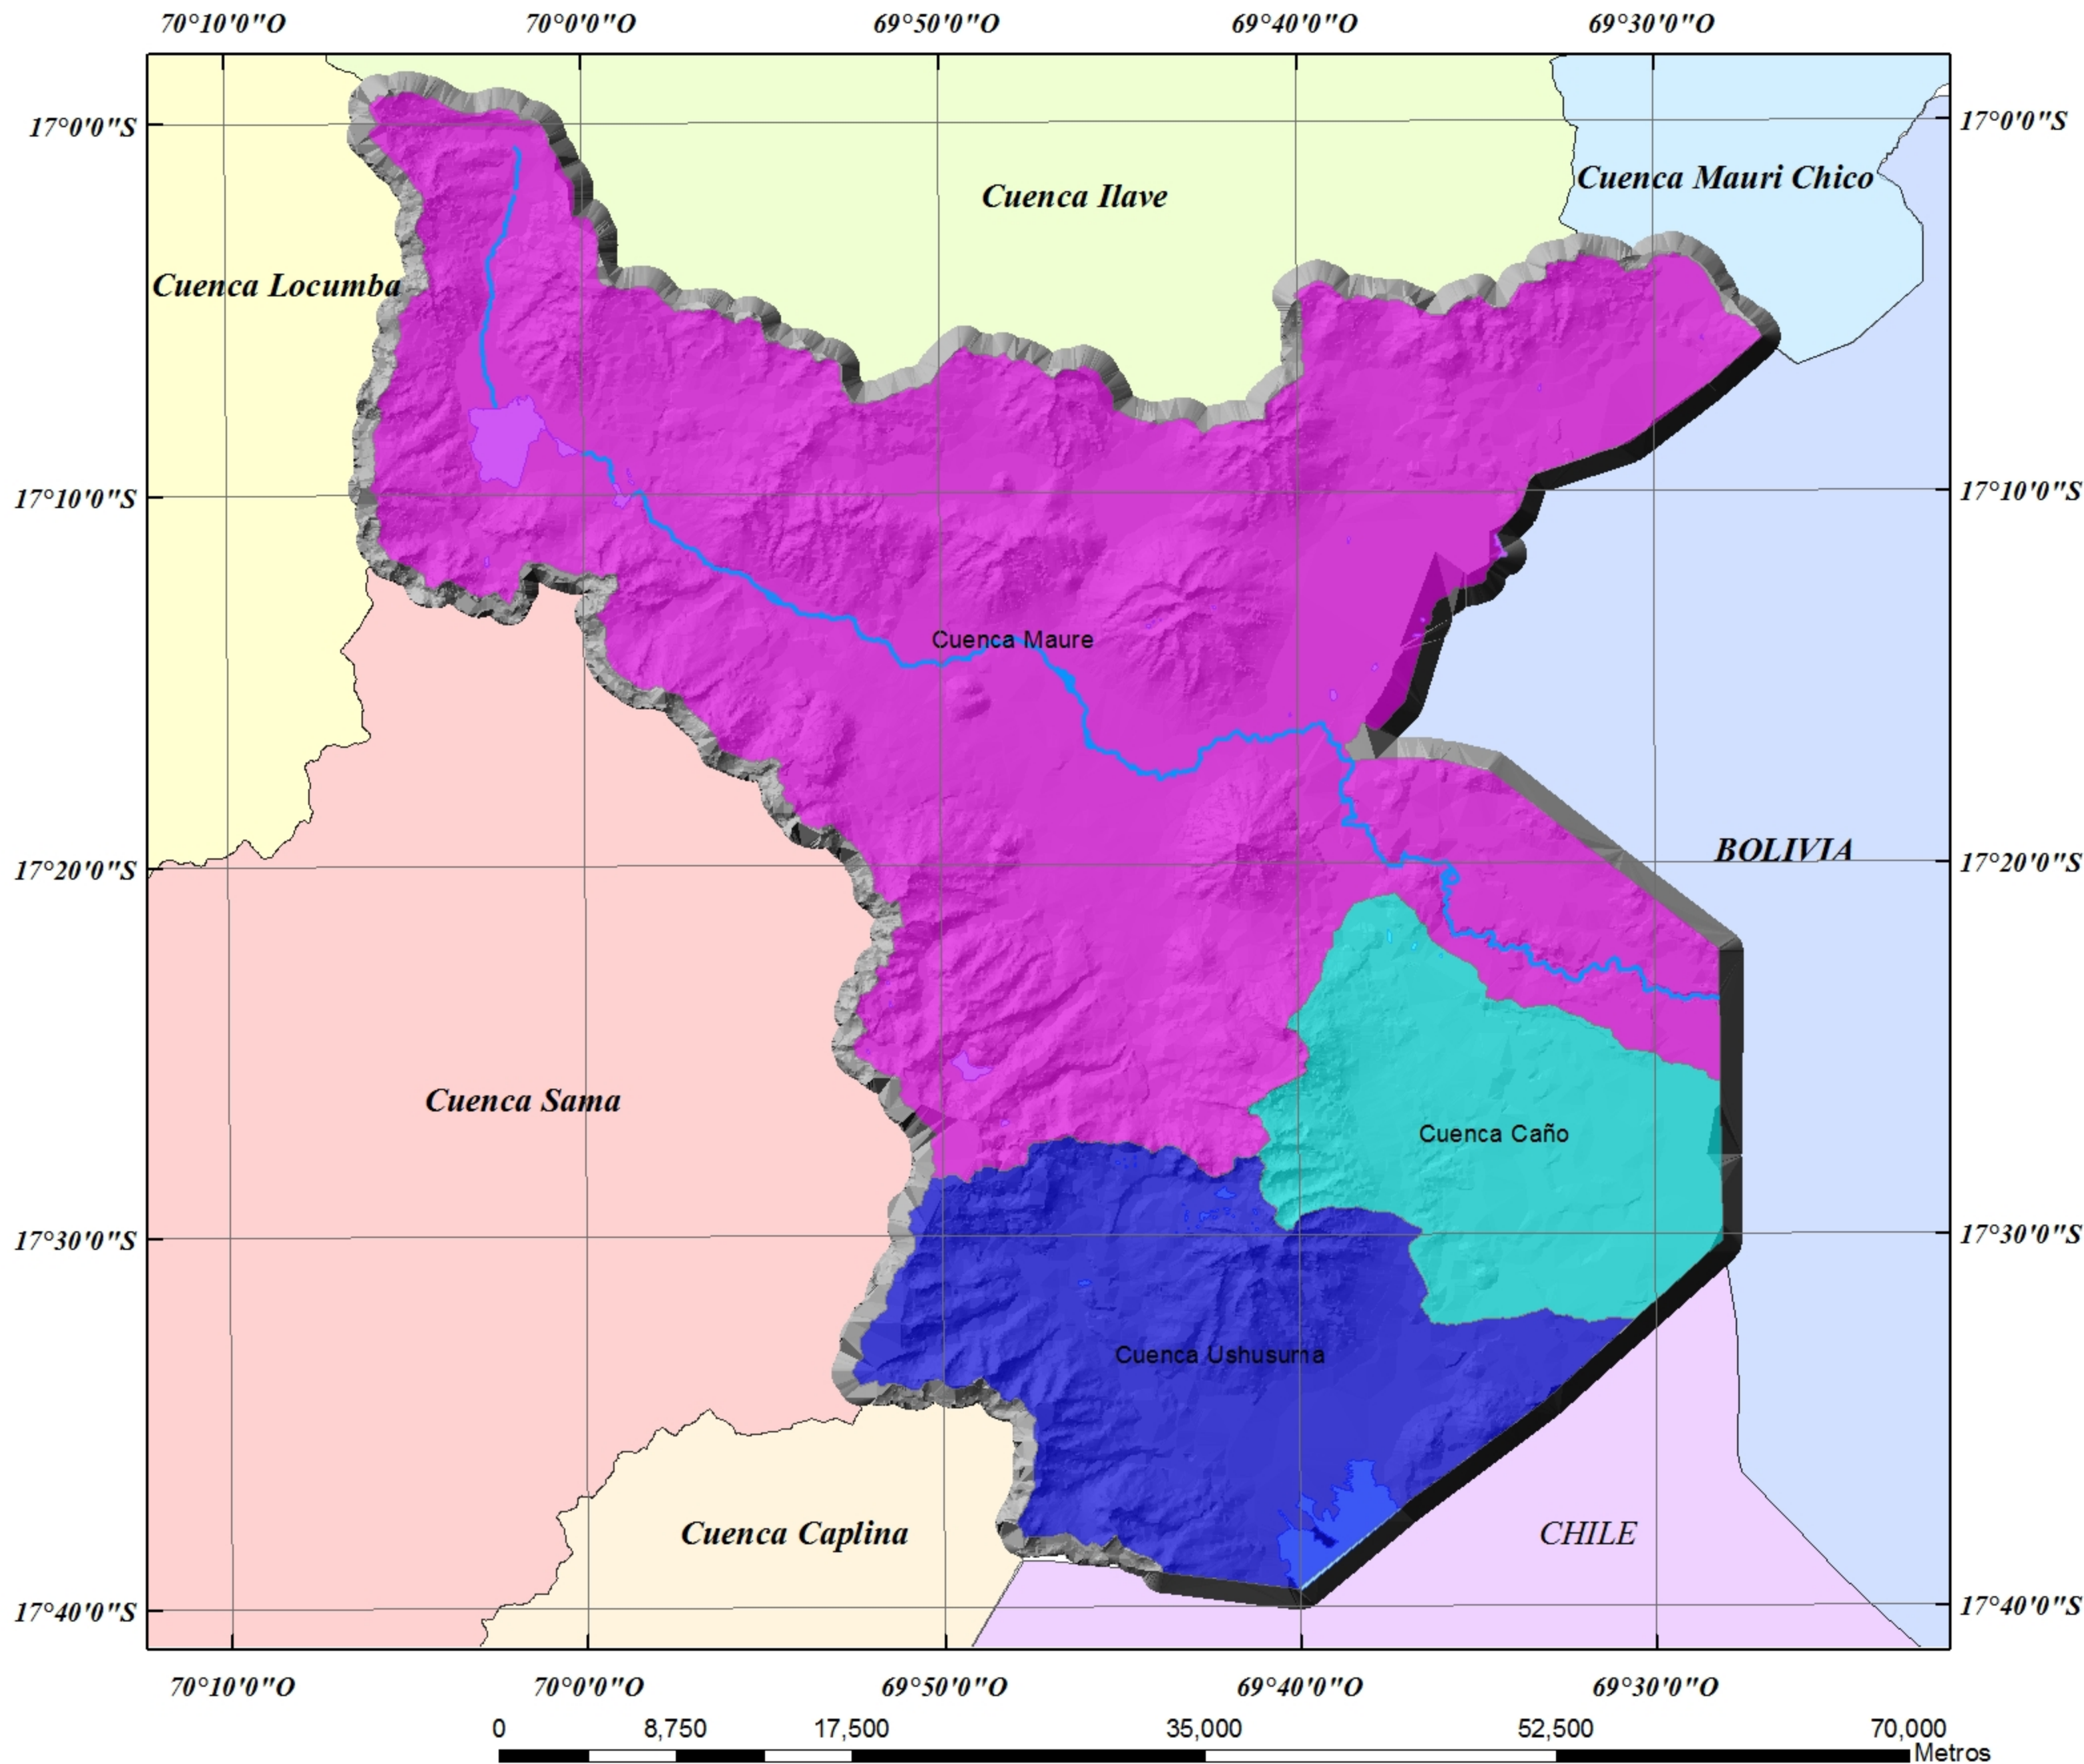 70°10'0"O 70°0'0"O 69°50'0"O 69°40'0"O 69°30'0"O
17°0'0"S 17°0'0"S
Cuenca Mauri Chico
Cuenca Ilave
Cuenca Locumba
17°10'0"S 17°10'0"S
Cuenca Maure
BOLIVIA
17°20'0"S 17°20'0"S
Cuenca Sama
Cuenca Caño
17°30'0"S 17°30'0"S
Cuenca Ushusuma
Cuenca Caplina
CHILE
17°40'0"S 17°40'0"S
70°10'0"O 70°0'0"O 69°50'0"O 69°40'0"O 69°30'0"O
0 8,750 17,500 35,000 52,500 70,000
Metros